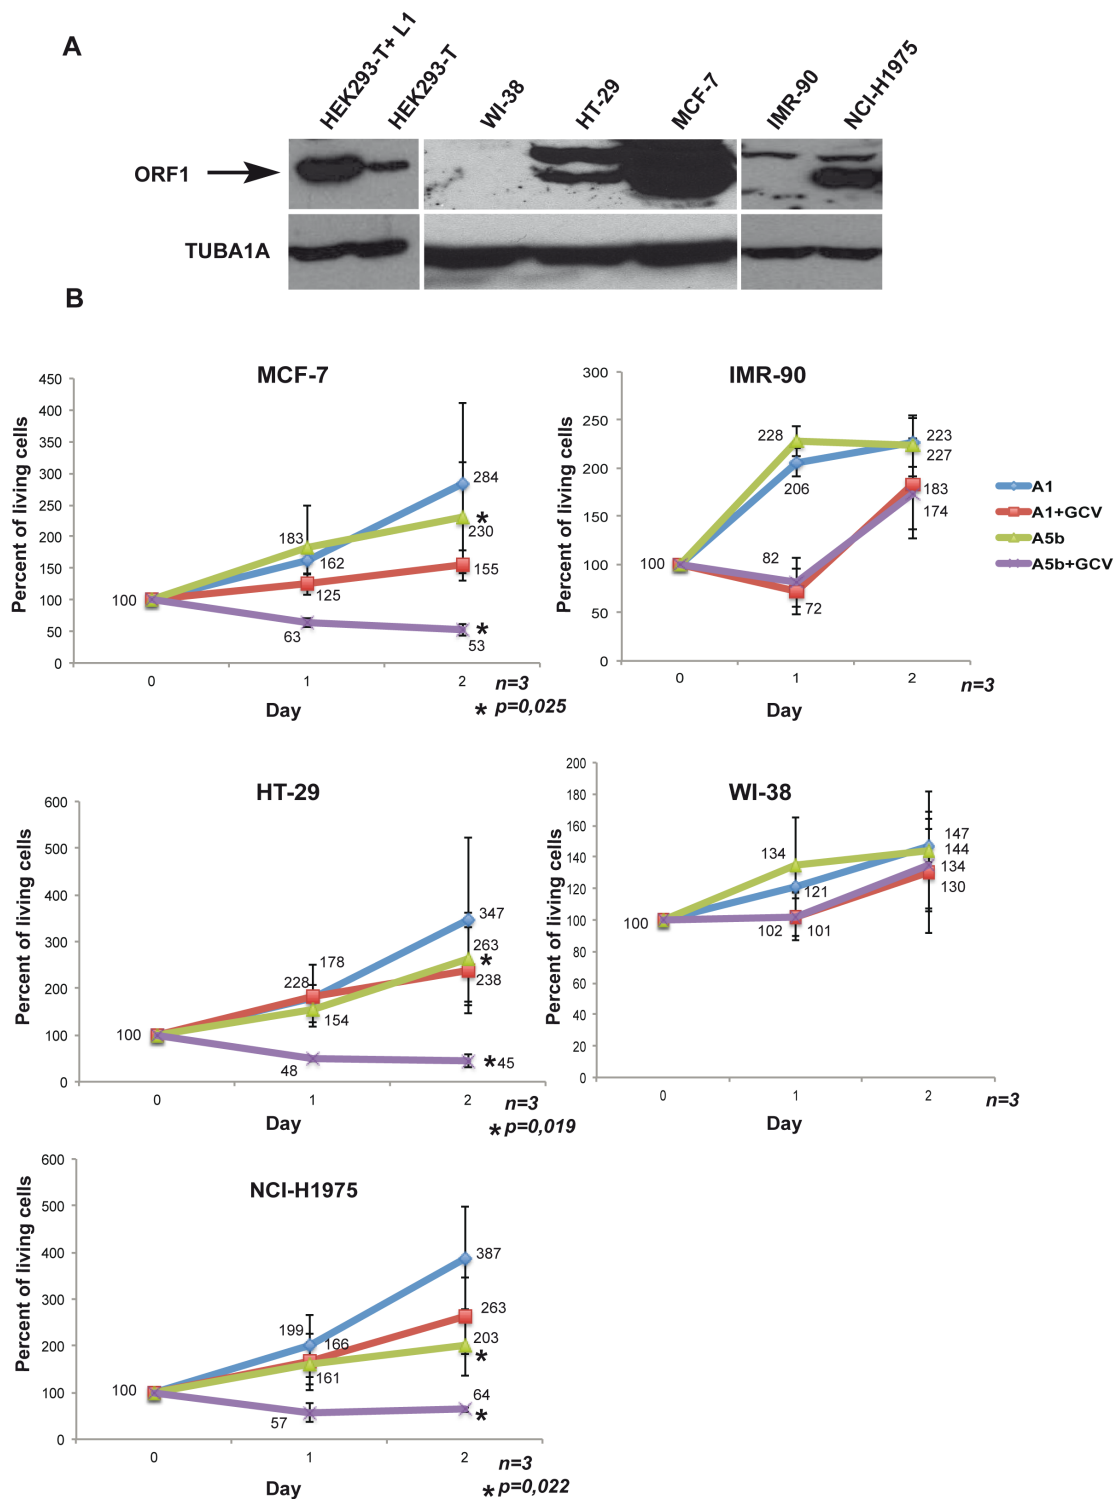 A
HEK293-T+ L1
HEK293-T
WI-38
HT-29
MCF-7
IMR-90
NCI-H1975
ORF1
TUBA1A
B
MCF-7
Percent of living cells
450
400
350
300
250
200
150
100
50
0
100
183
162
125
63
284
*
230
155
*
53
0 1 2
Day
n=3
* p=0,025
IMR-90
Percent of living cells
300
250
200
150
100
50
0
100
228
206
82
72
223
227
183
174
0 1 2
Day
n=3
A1
A1+GCV
A5b
A5b+GCV
HT-29
Percent of living cells
600
500
400
300
200
100
0
100
178
228
154
48
347
263
*
238
* 45
0 1 2
Day
n=3
* p=0,019
WI-38
Percent of living cells
200
180
160
140
120
100
80
60
40
20
0
100
134
121
102 101
147
144
134
130
0 1 2
Day
n=3
NCI-H1975
Percent of living cells
600
500
400
300
200
100
0
100
199
166
161
57
387
263
203
*
64
*
0 1 2
Day
n=3
* p=0,022